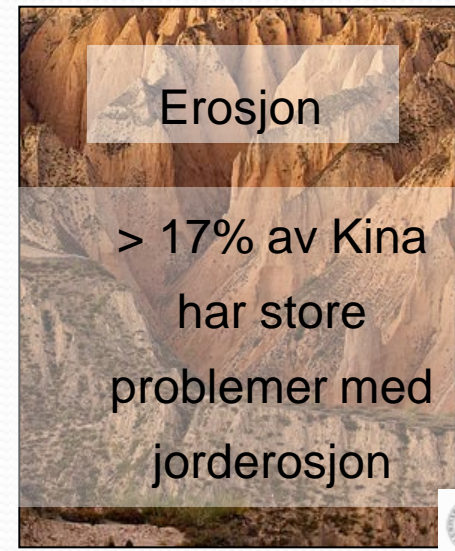 Erosjon
> 17% av Kina
har store
problemer med
jorderosjon